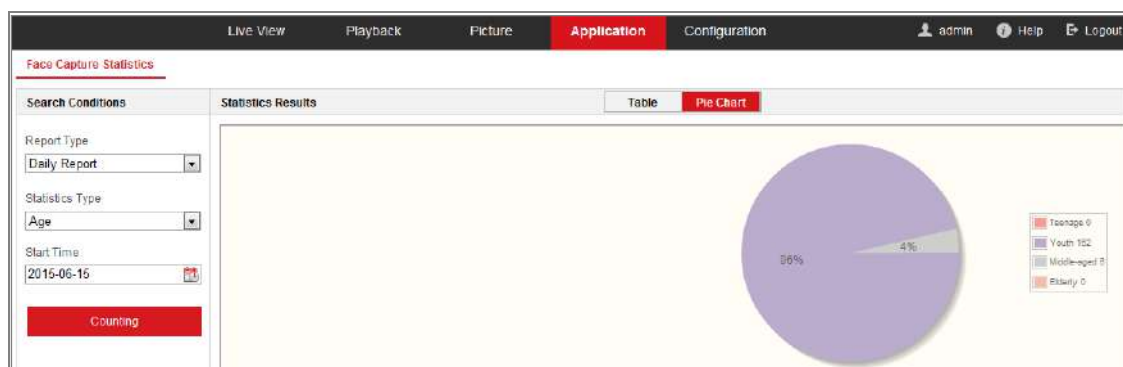 Live View Playback Picture Application Configuration admin Help Logout
Face Capture Statistics
Search Conditions
Statistics Results
Table Pie Chart
Report Type
Daily Report
Statistics Type
Age
Start Time
2015-06-15
Counting
96%
4%
Teenage 0
Youth 152
Middle-aged 6
Elderly 0